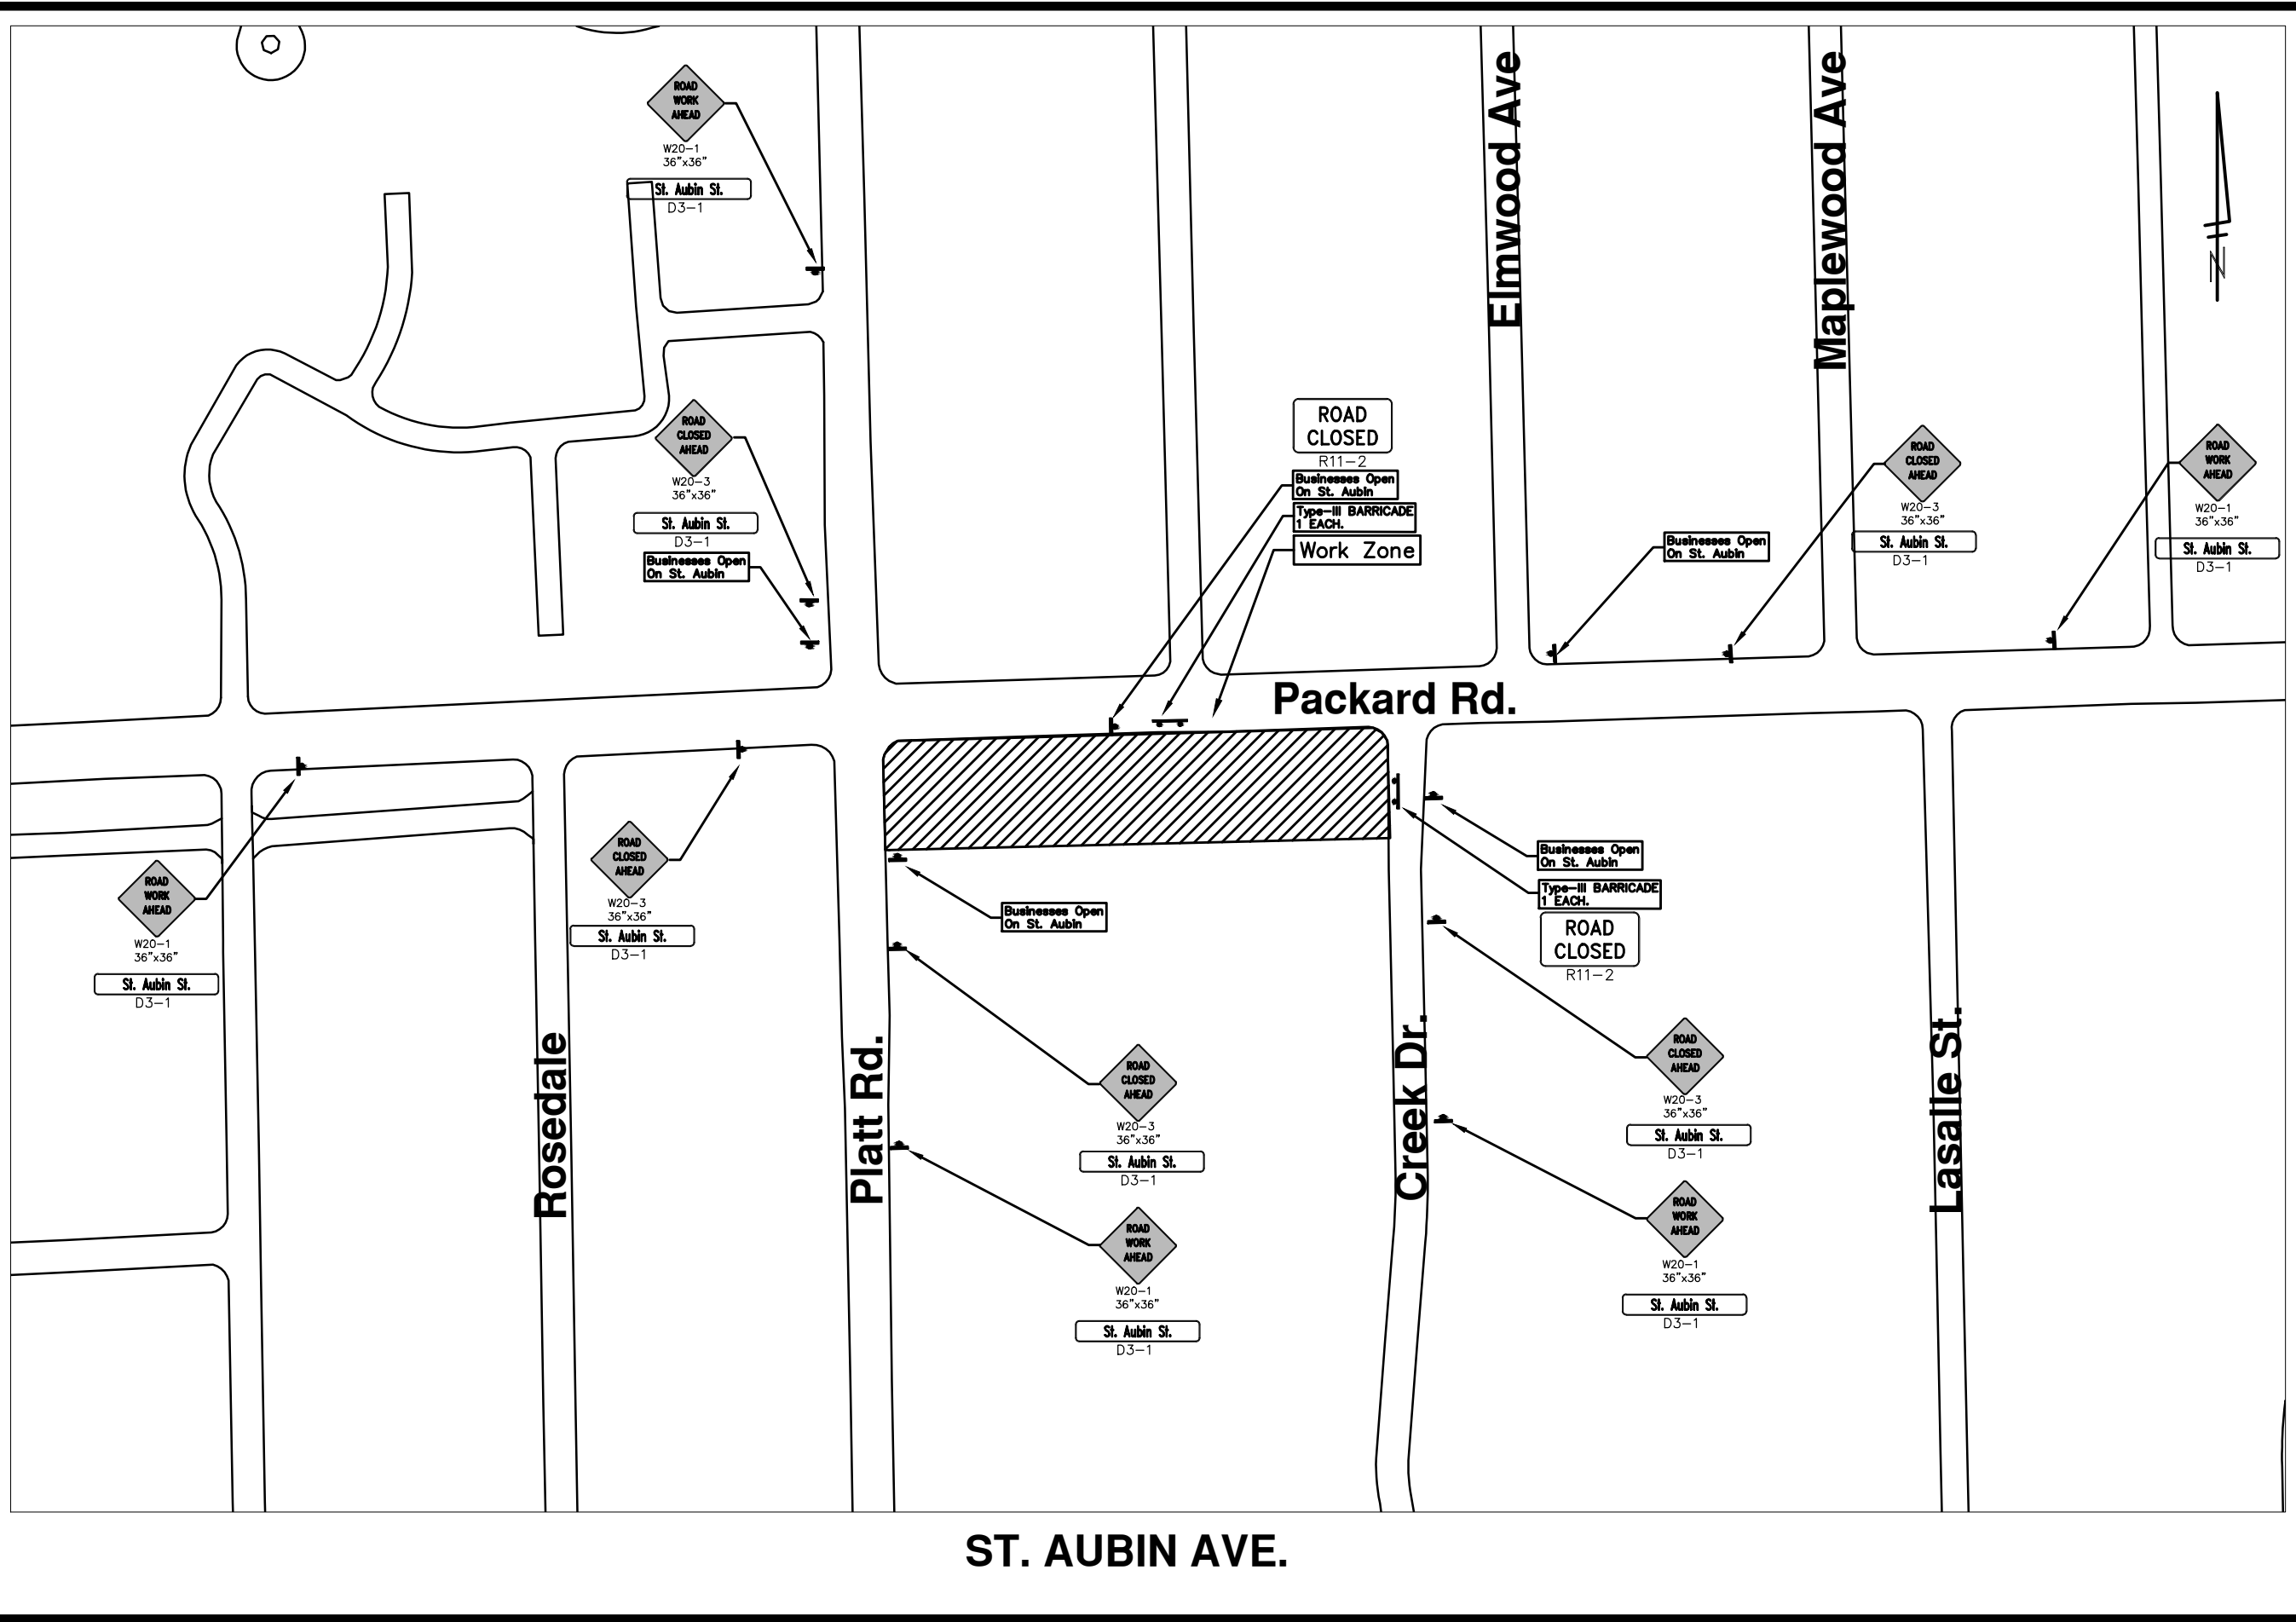 ROAD
WORK
AHEAD
W20-1
36"x36"
St. Aubin St.
D3-1
Elmwood Ave
Maplewood Ave
N
ROAD
CLOSED
AHEAD
W20-3
36"x36"
St. Aubin St.
D3-1
Businesses Open
On St. Aubin
ROAD
CLOSED
R11-2
Businesses Open
On St. Aubin
Type-III BARRICADE
1 EACH.
Work Zone
Businesses Open
On St. Aubin
ROAD
CLOSED
AHEAD
W20-3
36"x36"
St. Aubin St.
D3-1
ROAD
WORK
AHEAD
W20-1
36"x36"
St. Aubin St.
D3-1
Packard Rd.
ROAD
WORK
AHEAD
W20-1
36"x36"
St. Aubin St.
D3-1
ROAD
CLOSED
AHEAD
W20-3
36"x36"
St. Aubin St.
D3-1
Businesses Open
On St. Aubin
Businesses Open
On St. Aubin
Type-III BARRICADE
1 EACH.
ROAD
CLOSED
R11-2
Rosedale
Platt Rd.
ROAD
CLOSED
AHEAD
W20-3
36"x36"
St. Aubin St.
D3-1
ROAD
WORK
AHEAD
W20-1
36"x36"
St. Aubin St.
D3-1
Creek Dr.
ROAD
CLOSED
AHEAD
W20-3
36"x36"
St. Aubin St.
D3-1
ROAD
WORK
AHEAD
W20-1
36"x36"
St. Aubin St.
D3-1
Lasalle St.
ST. AUBIN AVE.